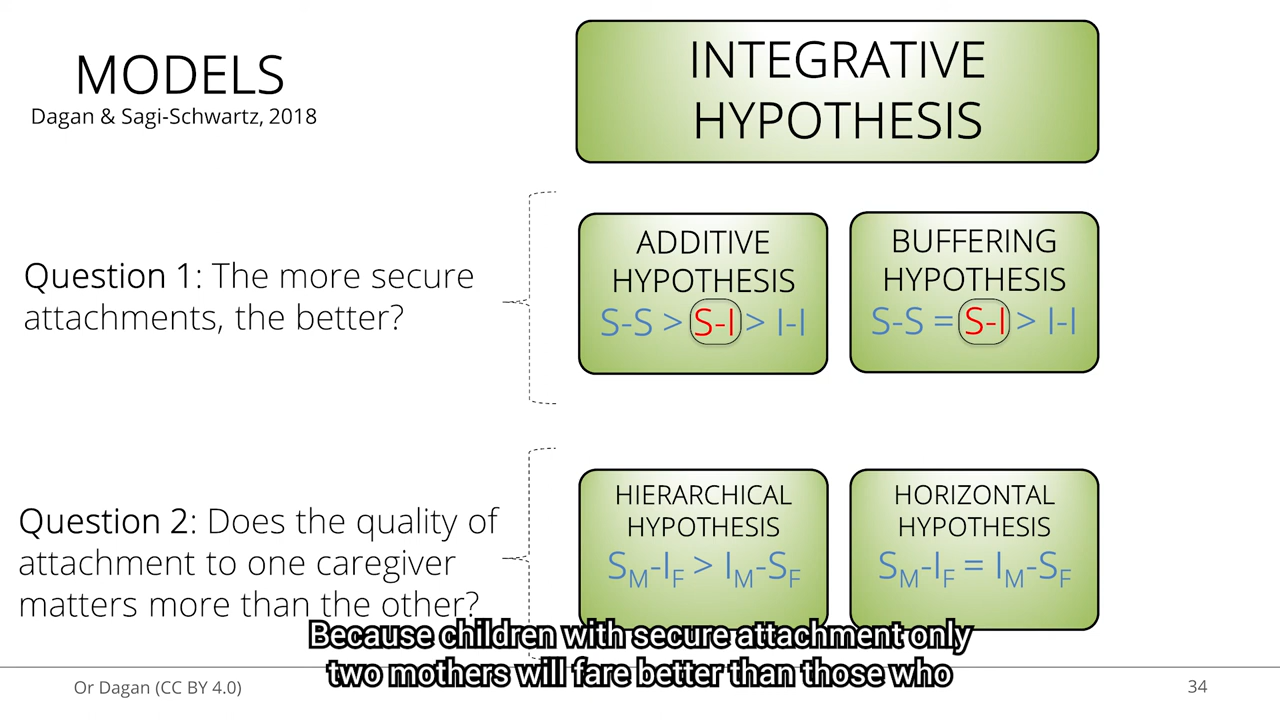 MODELS
Dagan & Sagi-Schwartz, 2018
INTEGRATIVE
HYPOTHESIS
Question 1: The more secure
attachments, the better?
ADDITIVE
HYPOTHESIS
S-S > S-I > I-I
BUFFERING
HYPOTHESIS
S-S = S-I > I-I
Question 2: Does the quality of
attachment to one caregiver
matters more than the other?
HIERARCHICAL
HYPOTHESIS
SM-IF > IM-SF
HORIZONTAL
HYPOTHESIS
SM-IF = IM-SF
Because children with secure attachment only
two mothers will fare better than those who
Or Dagan (CC BY 4.0)
34